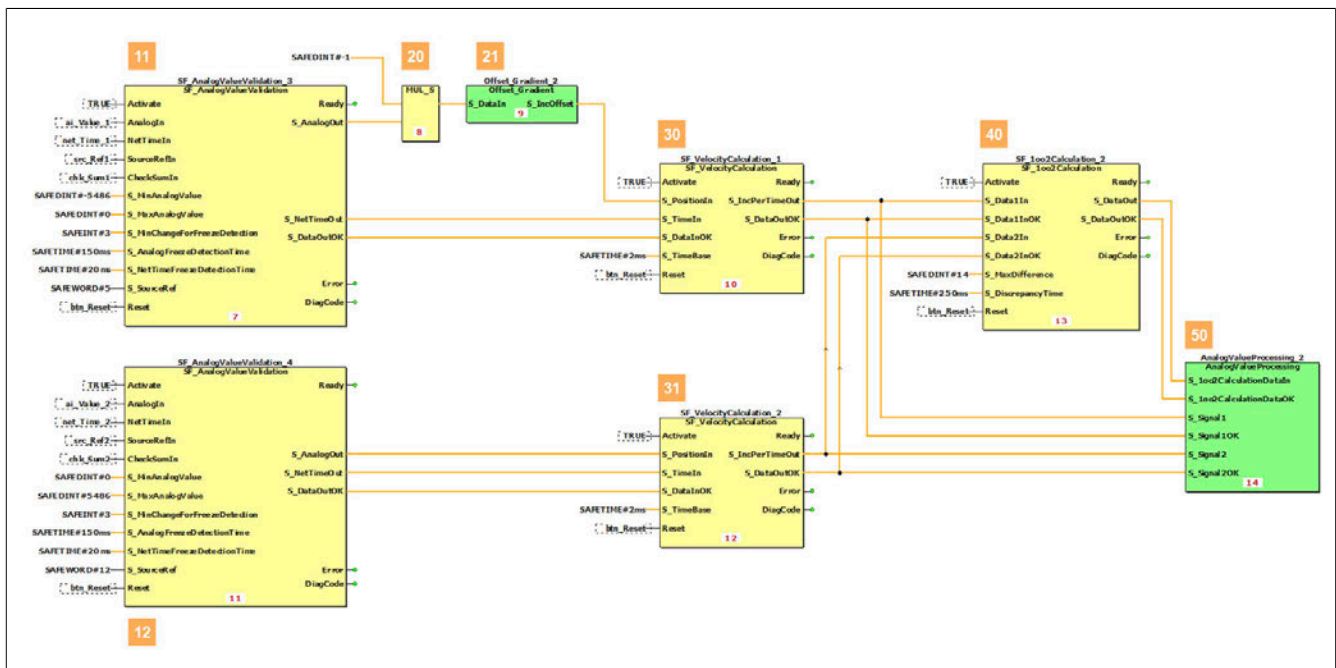 11
SF_AnalogValueValidation_3
SF_AnalogValueValidation
TRUE
Activate
Ready
ai_Value_1
AnalogIn
S_AnalogOut
net_Time_1
NetTimeIn
src_Ref1
SourceRefIn
chk_Sum1
CheckSumIn
SAFEDINT#-5486
S_MinAnalogValue
SAFEDINT#0
S_MaxAnalogValue
S_NetTimeOut
SAFEINT#3
S_MinChangeForFreezeDetection
S_DataOutOK
SAFETIME#150ms
S_AnalogFreezeDetectionTime
SAFETIME#20ms
S_NetTimeFreezeDetectionTime
SAFEWORD#5
S_SourceRef
Error
btn_Reset
Reset
DiagCode
7
SAFEDINT#-1
20
MUL_S
8
21
Offset_Gradient_2
Offset_Gradient
S_DataIn
S_IncOffset
9
30
SF_VelocityCalculation_1
SF_VelocityCalculation
TRUE
Activate
Ready
S_PositionIn
S_IncPerTimeOut
S_TimeIn
S_DataOutOK
S_DataInOK
Error
SAFETIME#2ms
S_TimeBase
DiagCode
btn_Reset
Reset
10
40
SF_1oo2Calculation_2
SF_1oo2Calculation
TRUE
Activate
Ready
S_Data1In
S_DataOut
S_Data1InOK
S_DataOutOK
S_Data2In
Error
S_Data2InOK
DiagCode
SAFEDINT#14
S_MaxDifference
SAFETIME#250ms
S_DiscrepancyTime
btn_Reset
Reset
13
50
AnalogValueProcessing_2
AnalogValueProcessing
S_1oo2CalculationDataIn
S_1oo2CalculationDataOK
S_Signal1
S_Signal1OK
S_Signal2
S_Signal2OK
14
SF_AnalogValueValidation_4
SF_AnalogValueValidation
TRUE
Activate
Ready
ai_Value_2
AnalogIn
net_Time_2
NetTimeIn
src_Ref2
SourceRefIn
chk_Sum2
CheckSumIn
S_AnalogOut
SAFEDINT#0
S_MinAnalogValue
S_NetTimeOut
SAFEDINT#5486
S_MaxAnalogValue
S_DataOutOK
SAFEINT#3
S_MinChangeForFreezeDetection
SAFETIME#150ms
S_AnalogFreezeDetectionTime
SAFETIME#20ms
S_NetTimeFreezeDetectionTime
SAFEWORD#12
S_SourceRef
Error
btn_Reset
Reset
DiagCode
11
12
31
SF_VelocityCalculation_2
SF_VelocityCalculation
TRUE
Activate
Ready
S_PositionIn
S_IncPerTimeOut
S_TimeIn
S_DataOutOK
S_DataInOK
Error
SAFETIME#2ms
S_TimeBase
DiagCode
btn_Reset
Reset
12